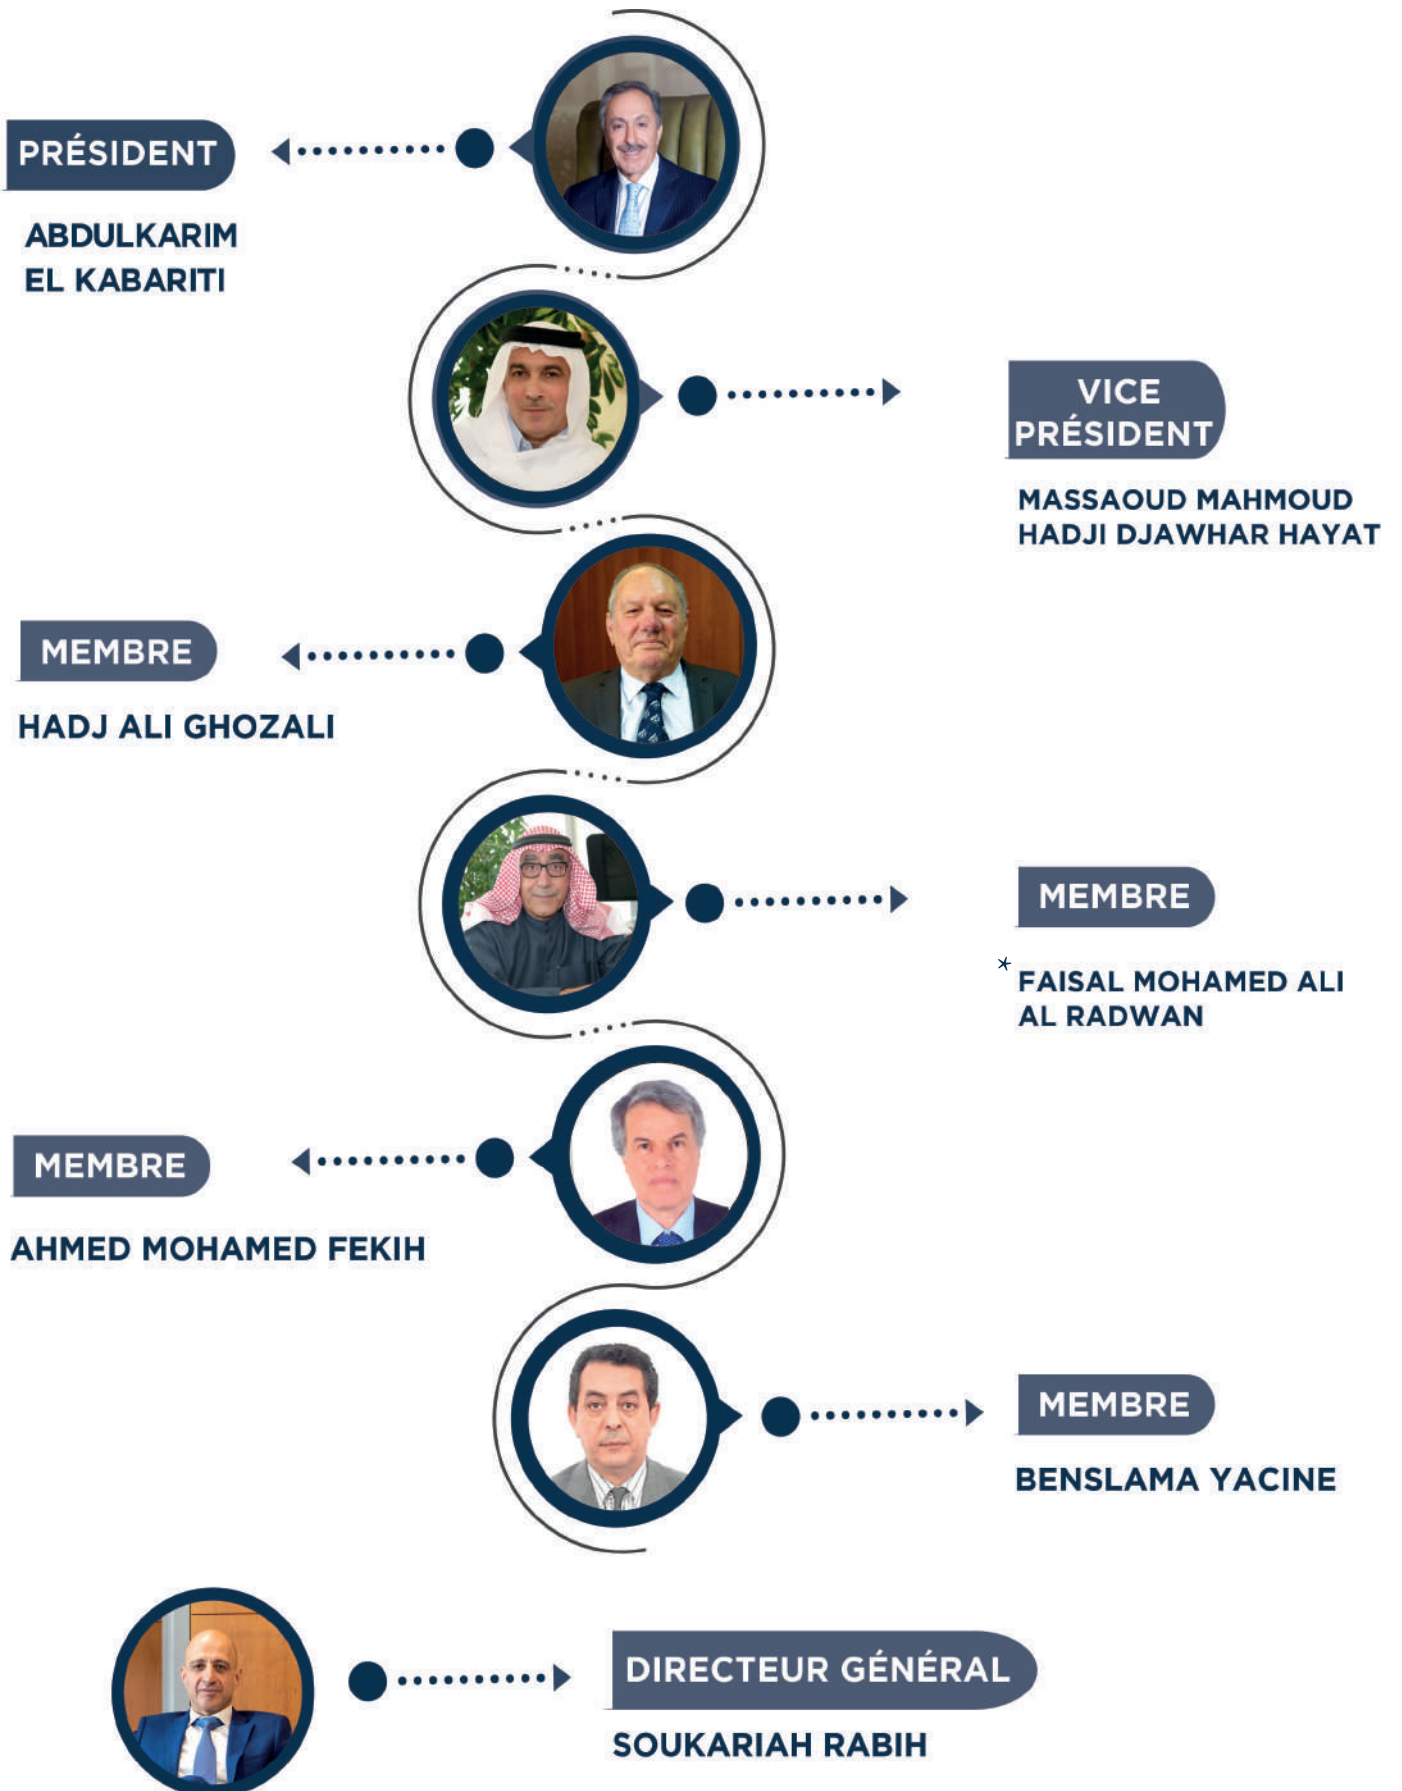 PRÉSIDENT
ABDULKARIM
EL KABARITI
VICE
PRÉSIDENT
MASSAOUD MAHMOUD
HADJI DJAWHAR HAYAT
MEMBRE
HADJ ALI GHOZALI
MEMBRE
* FAISAL MOHAMED ALI
AL RADWAN
MEMBRE
AHMED MOHAMED FEKIH
MEMBRE
BENSLAMA YACINE
DIRECTEUR GÉNÉRAL
SOUKARIAH RABIH